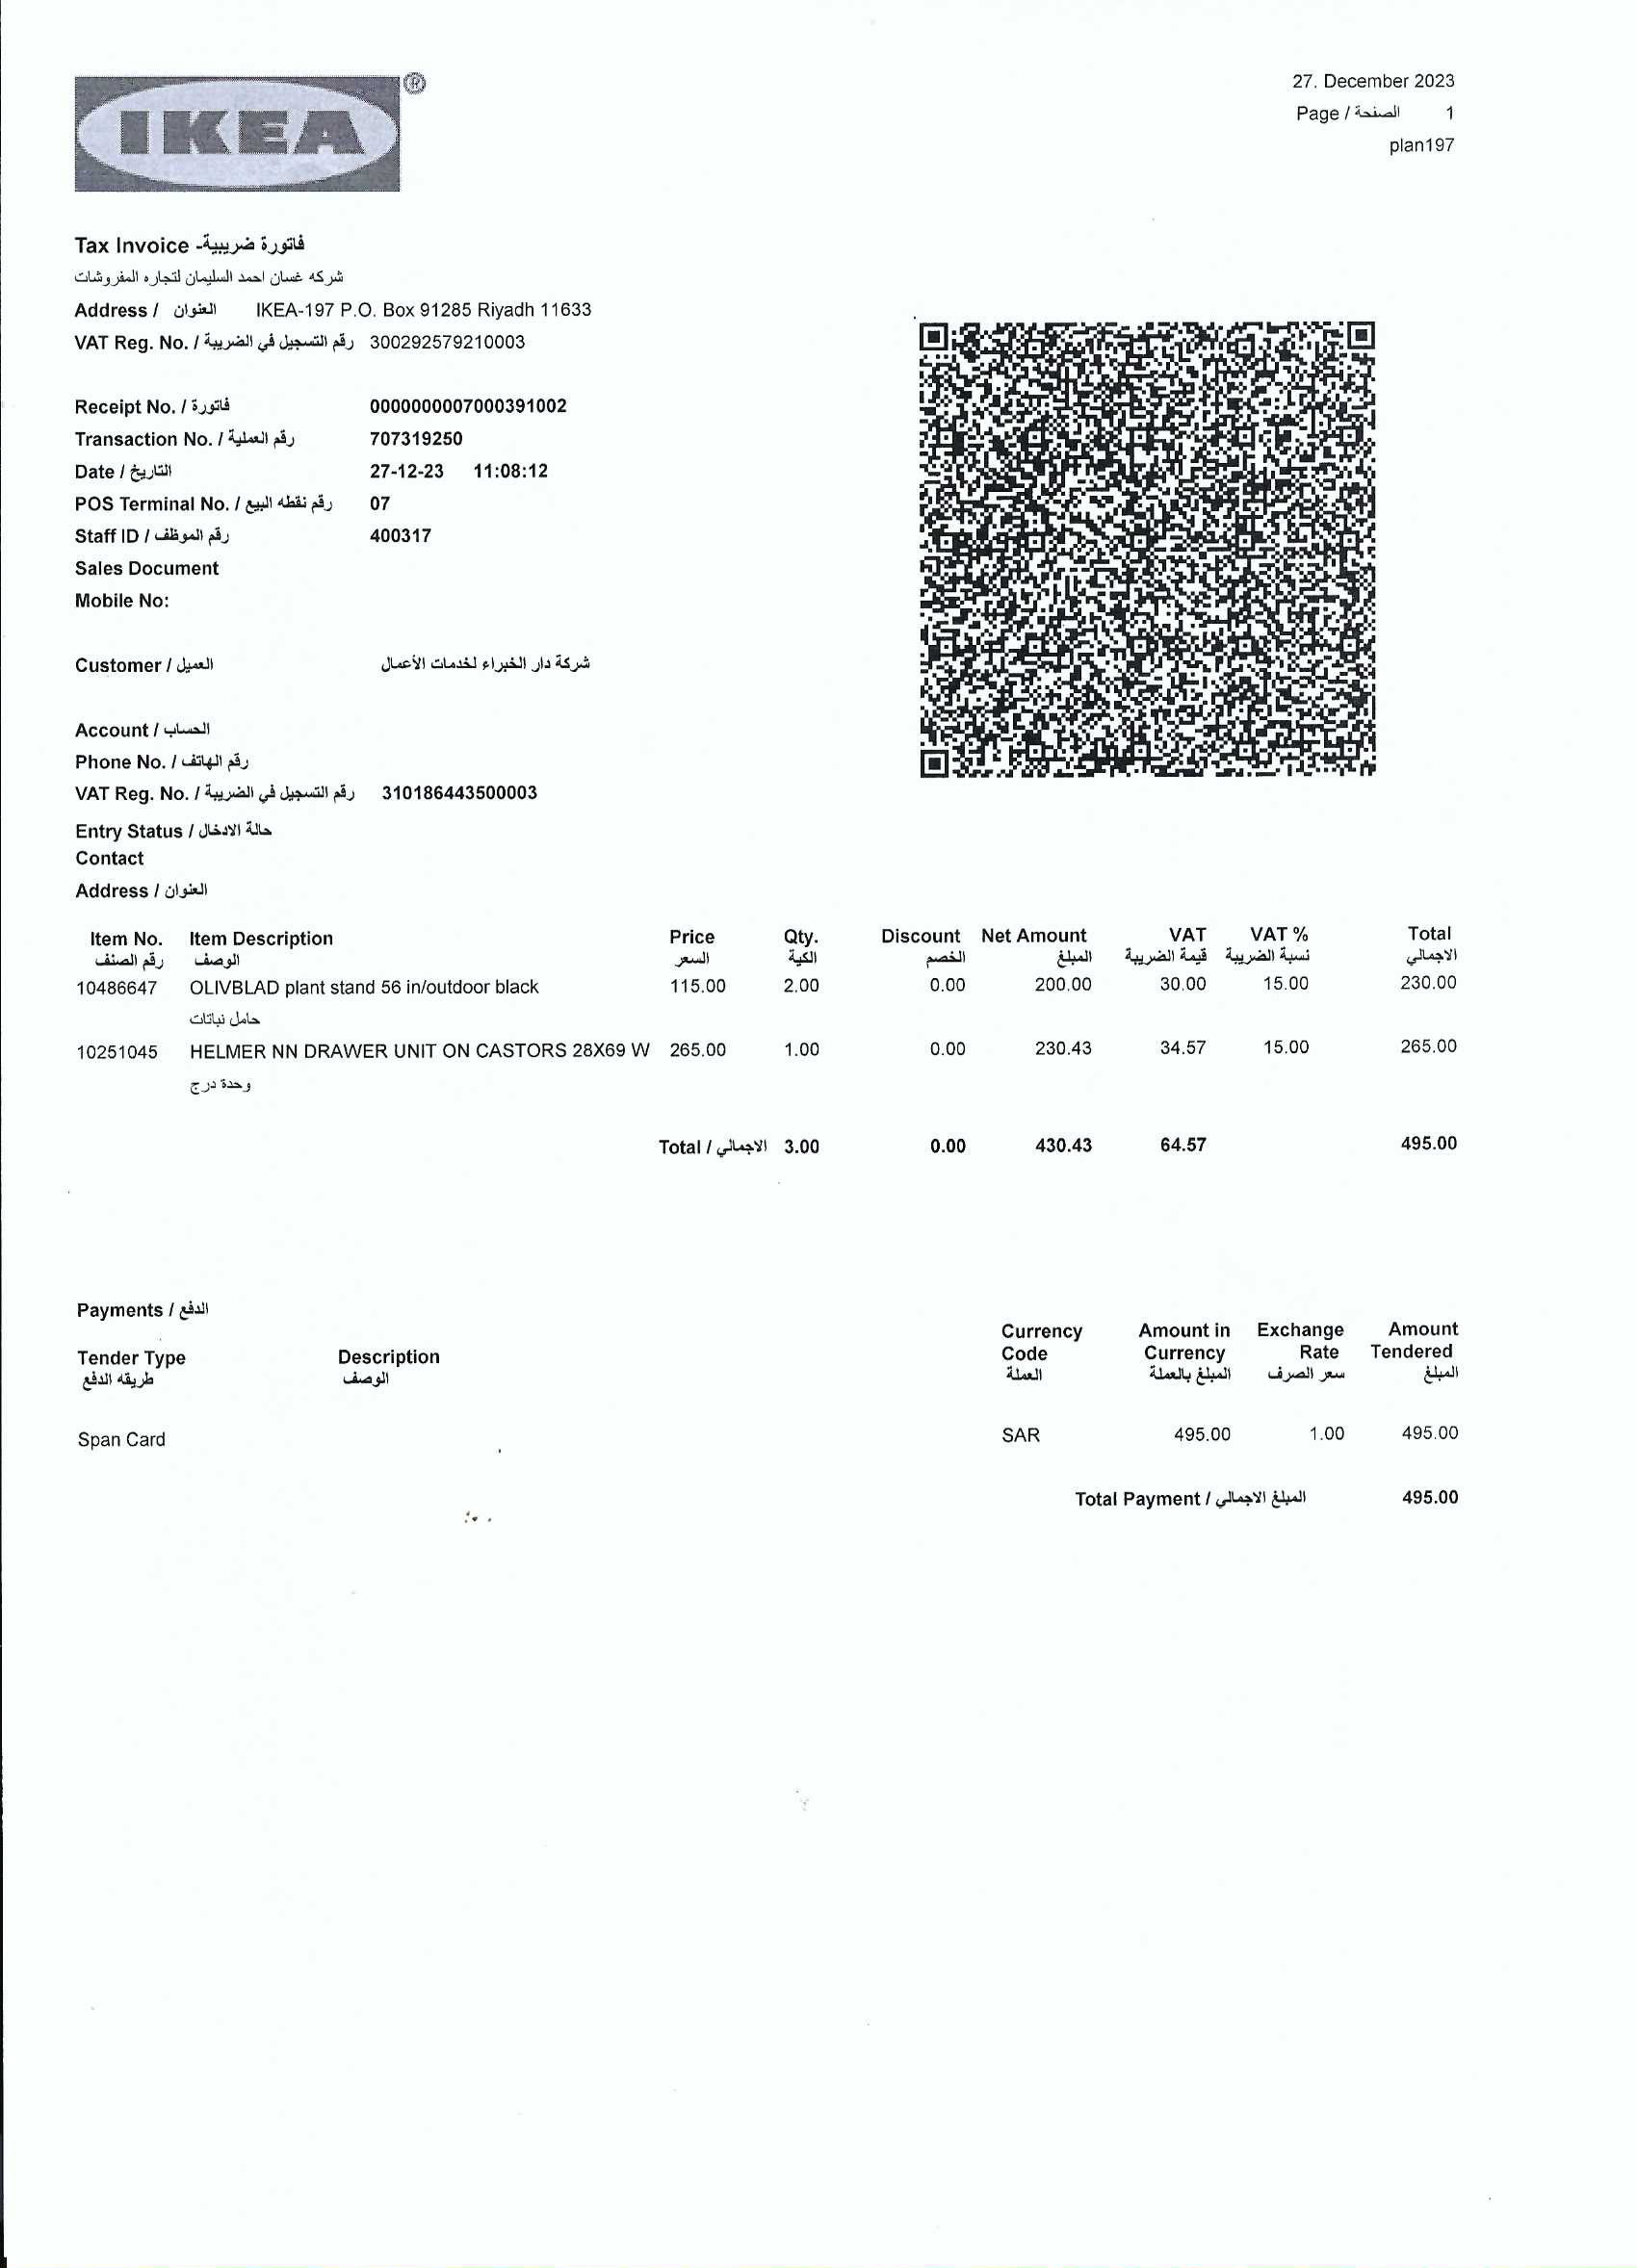 IKEA ®
27. December 2023
Page / الصفحة 1
plan197
Tax Invoice -فاتورة ضريبية
شركه غسان احمد السليمان لتجاره المفروشات
Address / العنوان IKEA-197 P.O. Box 91285 Riyadh 11633
VAT Reg. No. / رقم التسجيل في الضريبة 300292579210003
Receipt No. / فاتورة 0000000007000391002
Transaction No. / رقم العملية 707319250
Date / التاريخ 27-12-23 11:08:12
POS Terminal No. / رقم نقطه البيع 07
Staff ID / رقم الموظف 400317
Sales Document
Mobile No:
Customer / العميل شركة دار الخبراء لخدمات الأعمال
Account / الحساب
Phone No. / رقم الهاتف
VAT Reg. No. / رقم التسجيل في الضريبة 310186443500003
Entry Status / حالة الادخال
Contact
Address / العنوان
Item No. Item Description Price Qty. Discount Net Amount VAT VAT % Total
رقم الصنف الوصف السعر الكية الخصم المبلغ قيمة الضريبة نسبة الضريبة الاجمالي
10486647 OLIVBLAD plant stand 56 in/outdoor black 115.00 2.00 0.00 200.00 30.00 15.00 230.00
حامل نباتات
10251045 HELMER NN DRAWER UNIT ON CASTORS 28X69 W 265.00 1.00 0.00 230.43 34.57 15.00 265.00
وحدة درج
Total / الاجمالي 3.00 0.00 430.43 64.57 495.00
Payments / الدفع
Tender Type Description Currency Code Amount in Currency Exchange Rate Amount Tendered
طريقه الدفع الوصف العملة المبلغ بالعملة سعر الصرف المبلغ
Span Card SAR 495.00 1.00 495.00
Total Payment / المبلغ الاجمالي 495.00